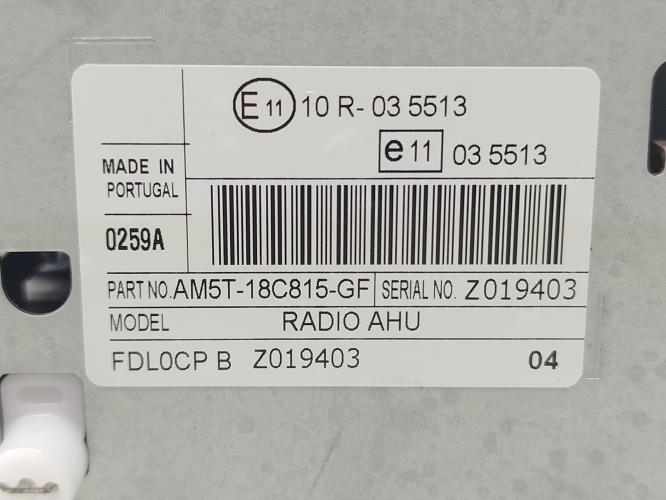 E 11 10 R- 03 5513
e 11 03 5513
MADE IN
PORTUGAL
0259A
PART NO. AM5T-18C815-GF SERIAL NO. Z019403
MODEL RADIO AHU
FDL0CP B Z019403 04